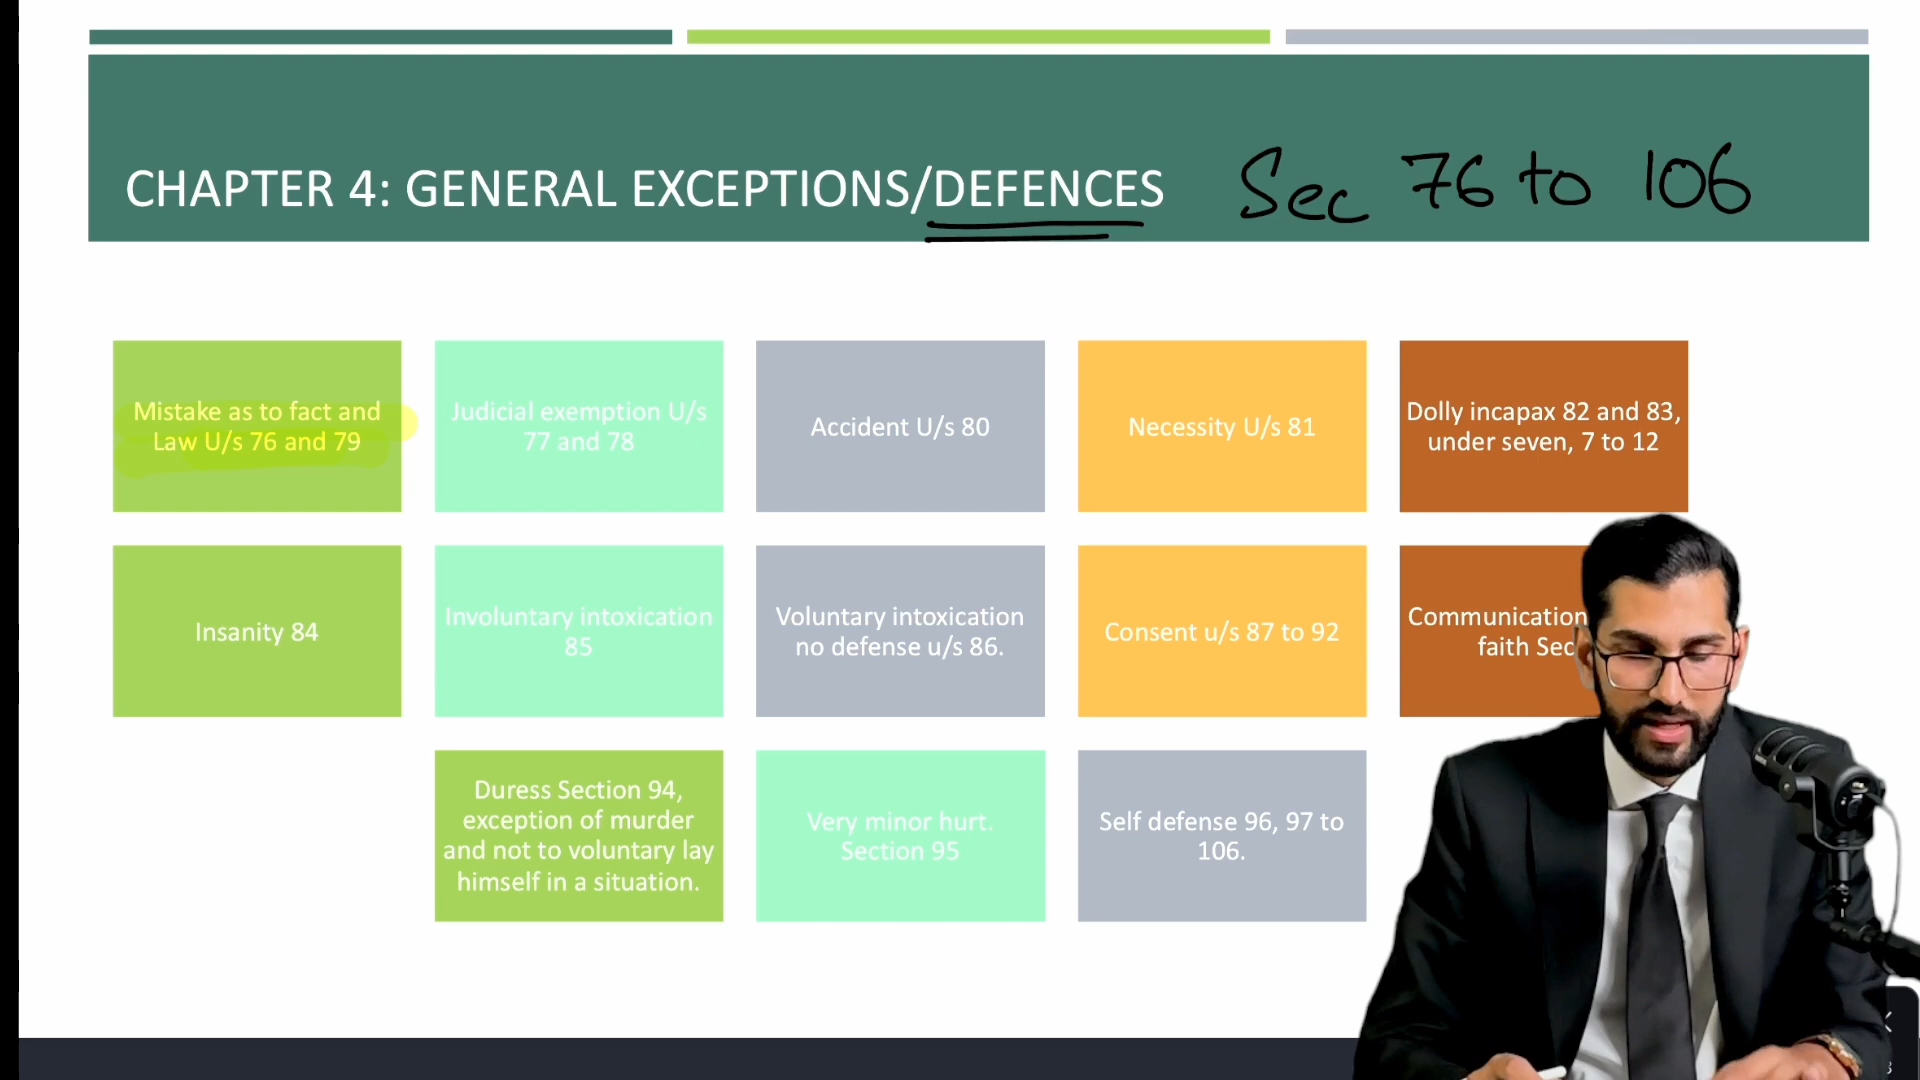 CHAPTER 4: GENERAL EXCEPTIONS/DEFENCES Sec 76 to 106
Mistake as to fact and
Law U/s 76 and 79
Judicial exemption U/s
77 and 78
Accident U/s 80
Necessity U/s 81
Dolly incapax 82 and 83,
under seven, 7 to 12
Insanity 84
Involuntary intoxication
85
Voluntary intoxication
no defense u/s 86.
Consent u/s 87 to 92
Communication
faith Sec
Duress Section 94,
exception of murder
and not to voluntary lay
himself in a situation.
Very minor hurt.
Section 95
Self defense 96, 97 to
106.